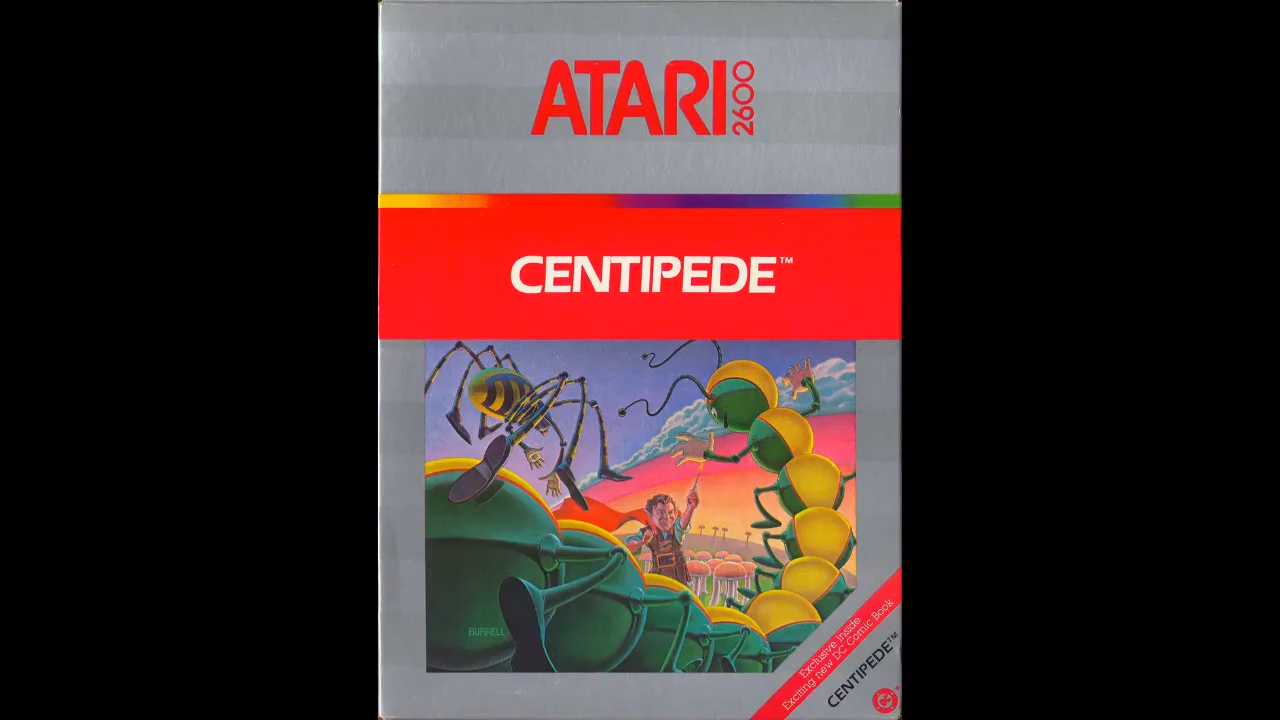 ATARI 2600
CENTIPEDE™
BURRELL
Exclusive Inside.
Exciting new DC Comic Book
CENTIPEDE™